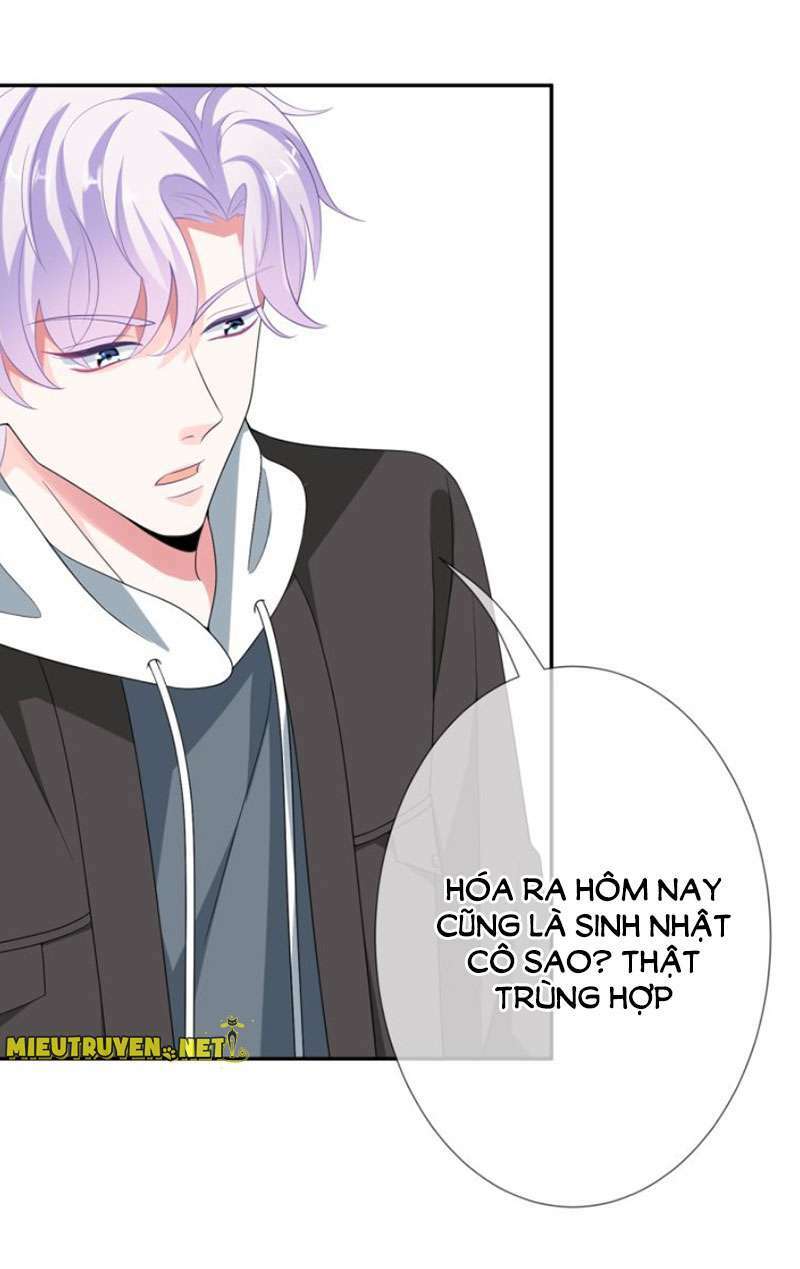 HÓA RA HÔM NAY
CŨNG LÀ SINH NHẬT
CÔ SAO? THẬT
TRÙNG HỢP
MIEUTRUYEN.NET